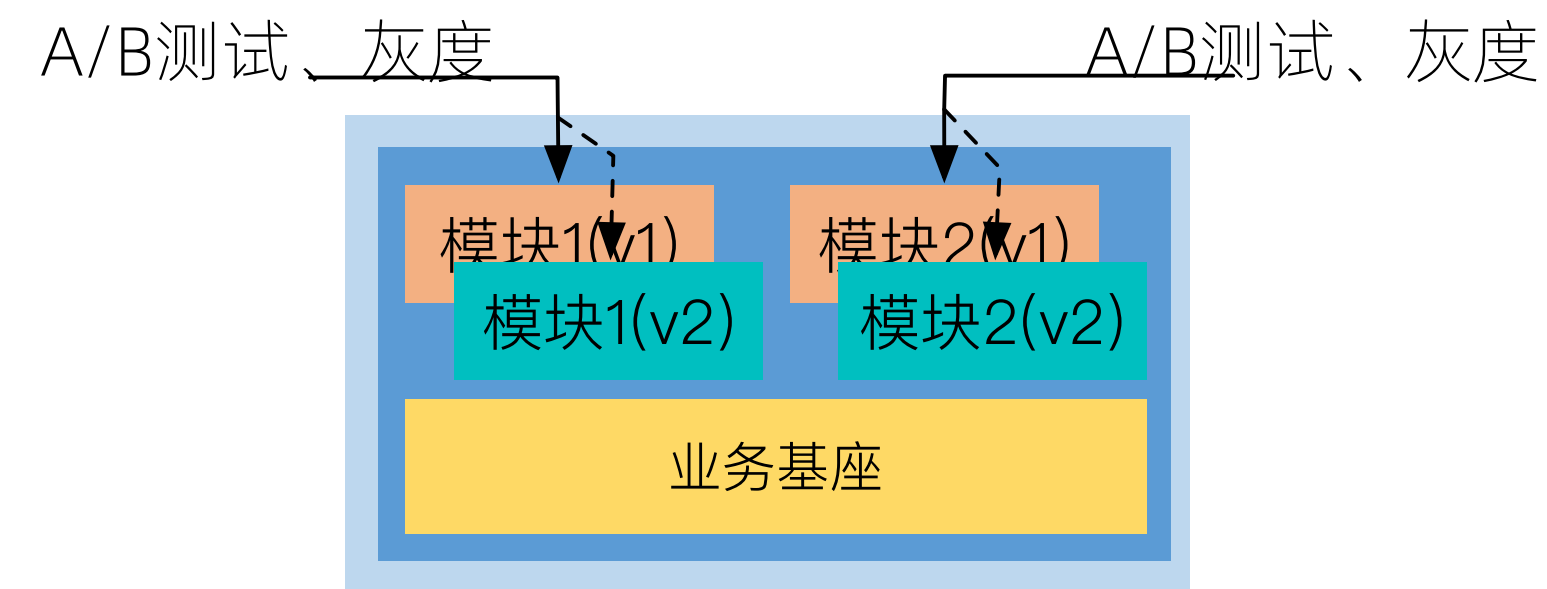 A/B测试、灰度
A/B测试、灰度
模块1(v1)
模块2(v1)
模块1(v2)
模块2(v2)
业务基座